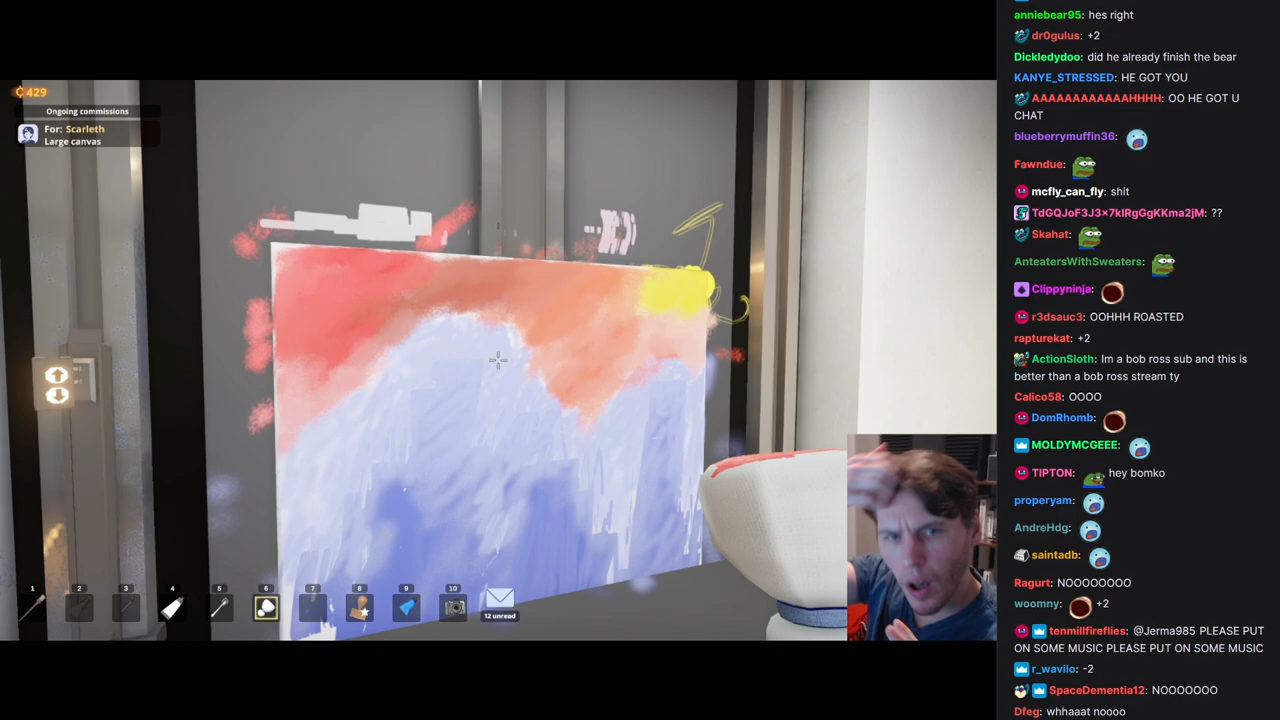 429
Ongoing commissions
For: Scarleth
Large canvas
1 2 3 4 5 6 7 8 9 10
12 unread
anniebear95: hes right
dr0gulus: +2
Dickledydoo: did he already finish the bear
KANYE_STRESSED: HE GOT YOU
AAAAAAAAAAAAHHHH: OO HE GOT U
CHAT
blueberrymuffin36:
Fawndue:
mcfly_can_fly: shit
TdGQJoF3J3×7kIRgGgKKma2jM: ??
Skahat:
AnteatersWithSweaters:
Clippyninja:
r3dsauc3: OOHHH ROASTED
rapturekat: +2
ActionSloth: Im a bob ross sub and this is
better than a bob ross stream ty
Calico58: OOOO
DomRhomb:
MOLDYMCGEEE:
TIPTON: hey bomko
properyam:
AndreHdg:
saintadb:
Ragurt: NOOOOOOOO
woomny: +2
tenmillfireflies: @Jerma985 PLEASE PUT
ON SOME MUSIC PLEASE PUT ON SOME MUSIC
r_wavilo: -2
SpaceDementia12: NOOOOOOO
Dfeg: whhaaat noooo